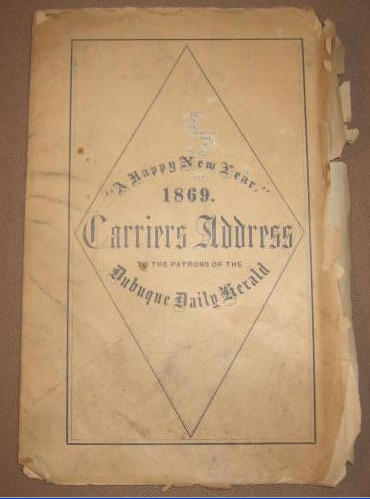 "A Happy New Year."
1869.
Carriers Address
TO THE PATRONS OF THE
Dubuque Daily Herald